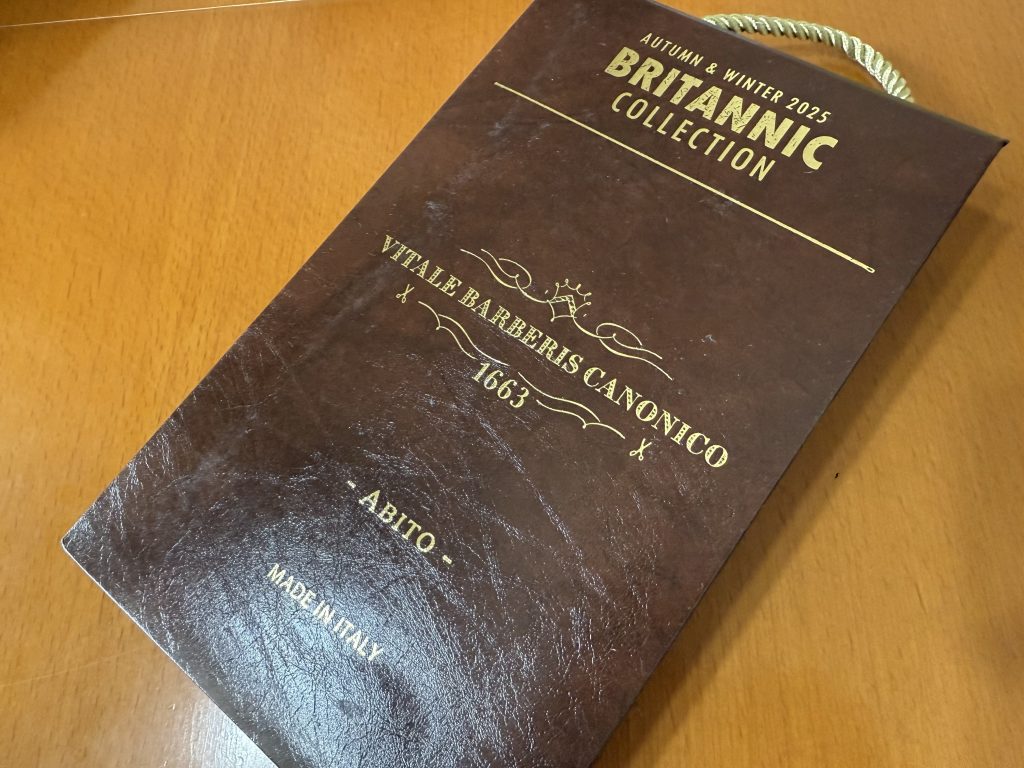 AUTUMN & WINTER 2025
BRITANNIC
COLLECTION
VITALE BARBERIS CANONICO
1663
- ABITO -
MADE IN ITALY